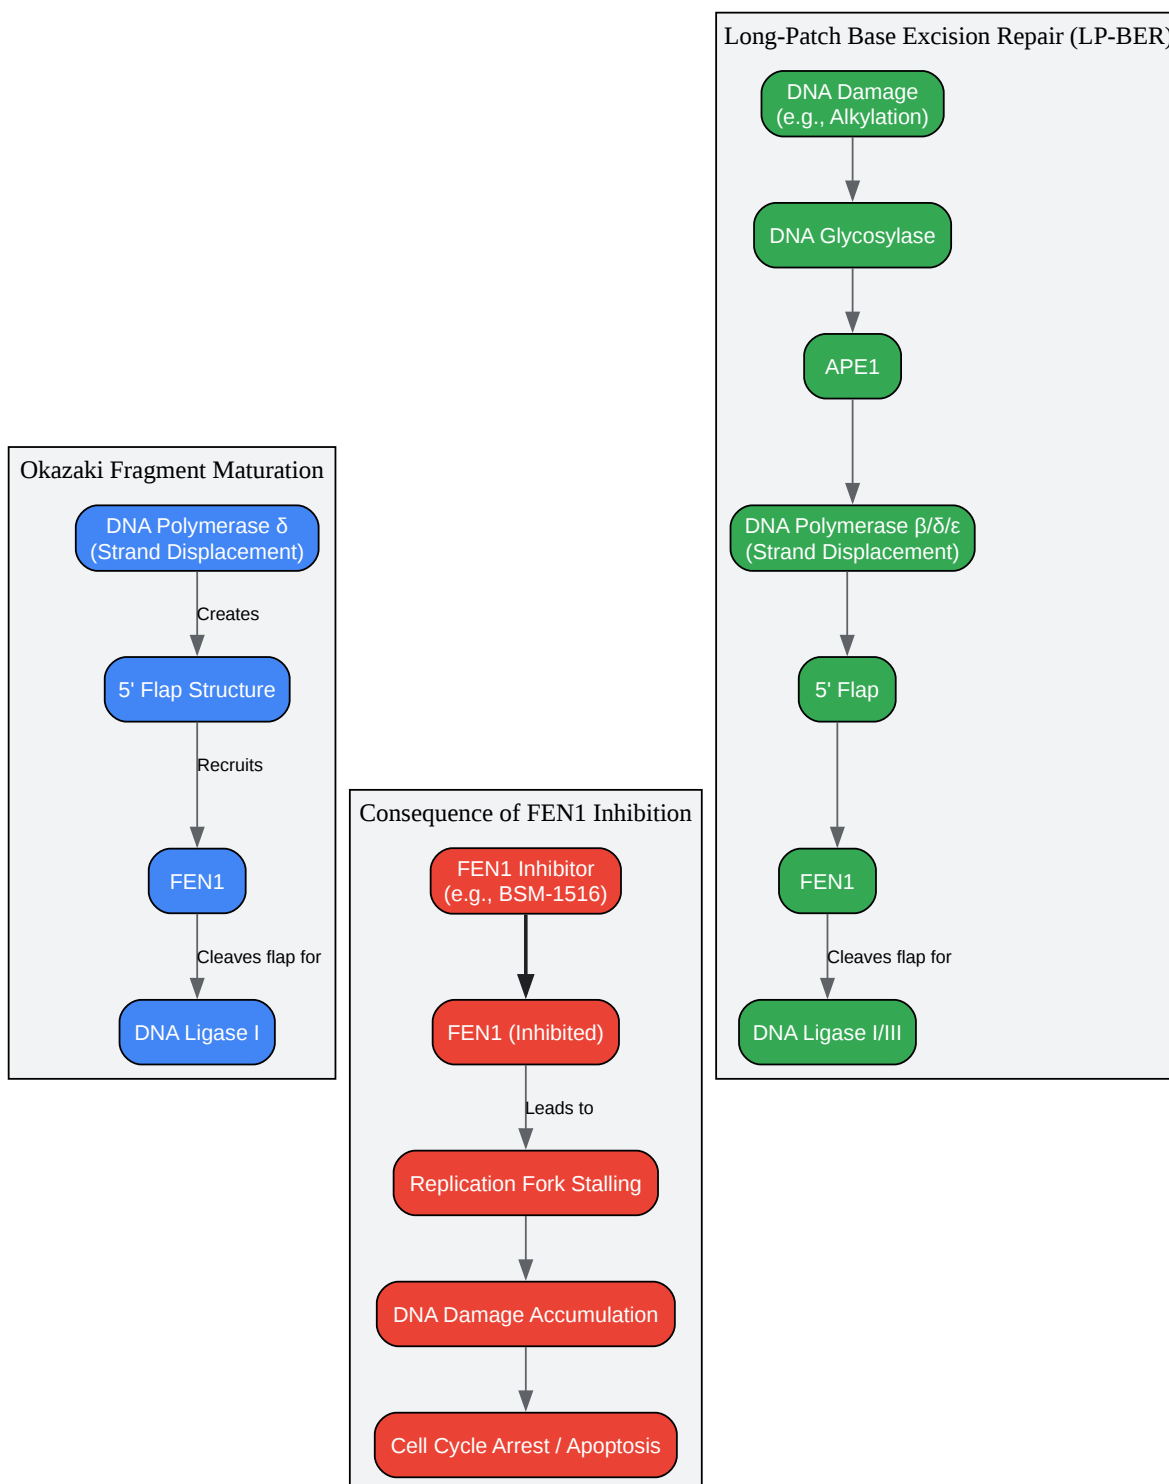 Okazaki Fragment Maturation
DNA Polymerase δ
(Strand Displacement)
Creates
5' Flap Structure
Recruits
FEN1
Cleaves flap for
DNA Ligase I
Consequence of FEN1 Inhibition
FEN1 Inhibitor
(e.g., BSM-1516)
FEN1 (Inhibited)
Leads to
Replication Fork Stalling
DNA Damage Accumulation
Cell Cycle Arrest / Apoptosis
Long-Patch Base Excision Repair (LP-BER)
DNA Damage
(e.g., Alkylation)
DNA Glycosylase
APE1
DNA Polymerase β/δ/ε
(Strand Displacement)
5' Flap
FEN1
Cleaves flap for
DNA Ligase I/III